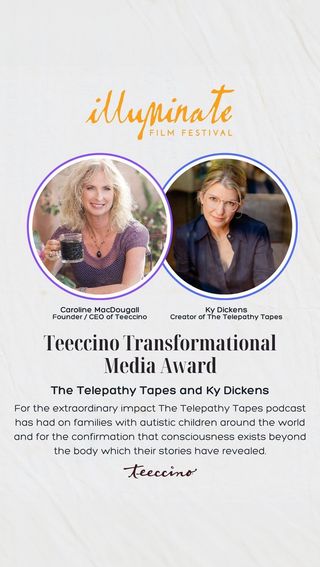 illuminate
FILM FESTIVAL
Caroline MacDougall
Founder / CEO of Teeccino
Ky Dickens
Creator of The Telepathy Tapes
Teeccino Transformational
Media Award
The Telepathy Tapes and Ky Dickens
For the extraordinary impact The Telepathy Tapes podcast
has had on families with autistic children around the world
and for the confirmation that consciousness exists beyond
the body which their stories have revealed.
teeccino